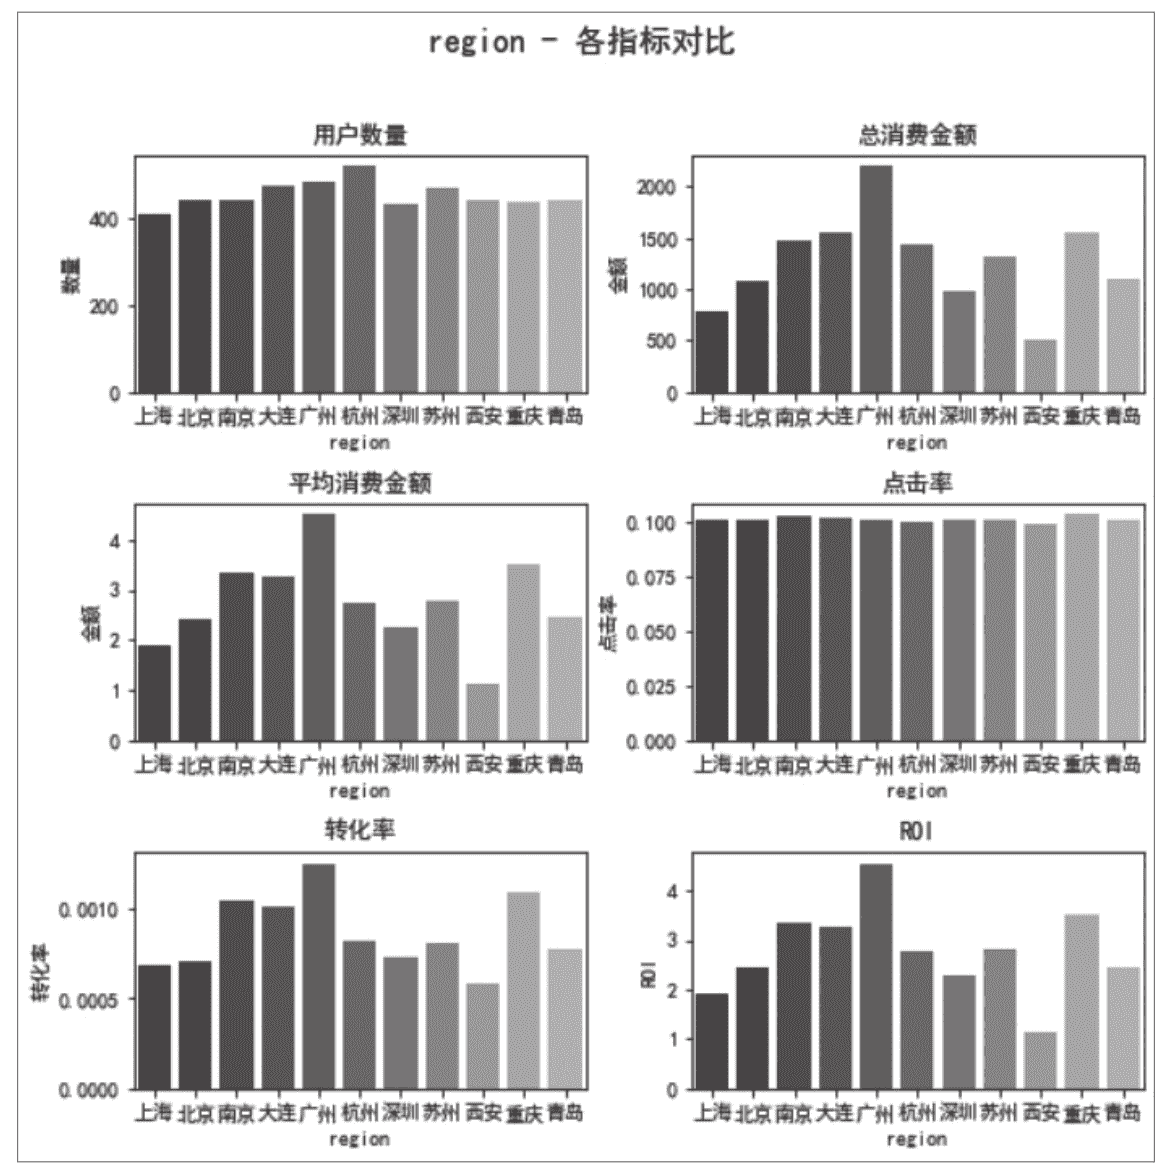 region - 各指标对比
用户数量
数量
400
200
0
上海 北京 南京 大连 广州 杭州 深圳 苏州 西安 重庆 青岛
region
总消费金额
金额
2000
1500
1000
500
0
上海 北京 南京 大连 广州 杭州 深圳 苏州 西安 重庆 青岛
region
平均消费金额
金额
4
3
2
1
0
上海 北京 南京 大连 广州 杭州 深圳 苏州 西安 重庆 青岛
region
点击率
点击率
0.100
0.075
0.050
0.025
0.000
上海 北京 南京 大连 广州 杭州 深圳 苏州 西安 重庆 青岛
region
转化率
转化率
0.0010
0.0005
0.0000
上海 北京 南京 大连 广州 杭州 深圳 苏州 西安 重庆 青岛
region
ROI
ROI
4
3
2
1
0
上海 北京 南京 大连 广州 杭州 深圳 苏州 西安 重庆 青岛
region